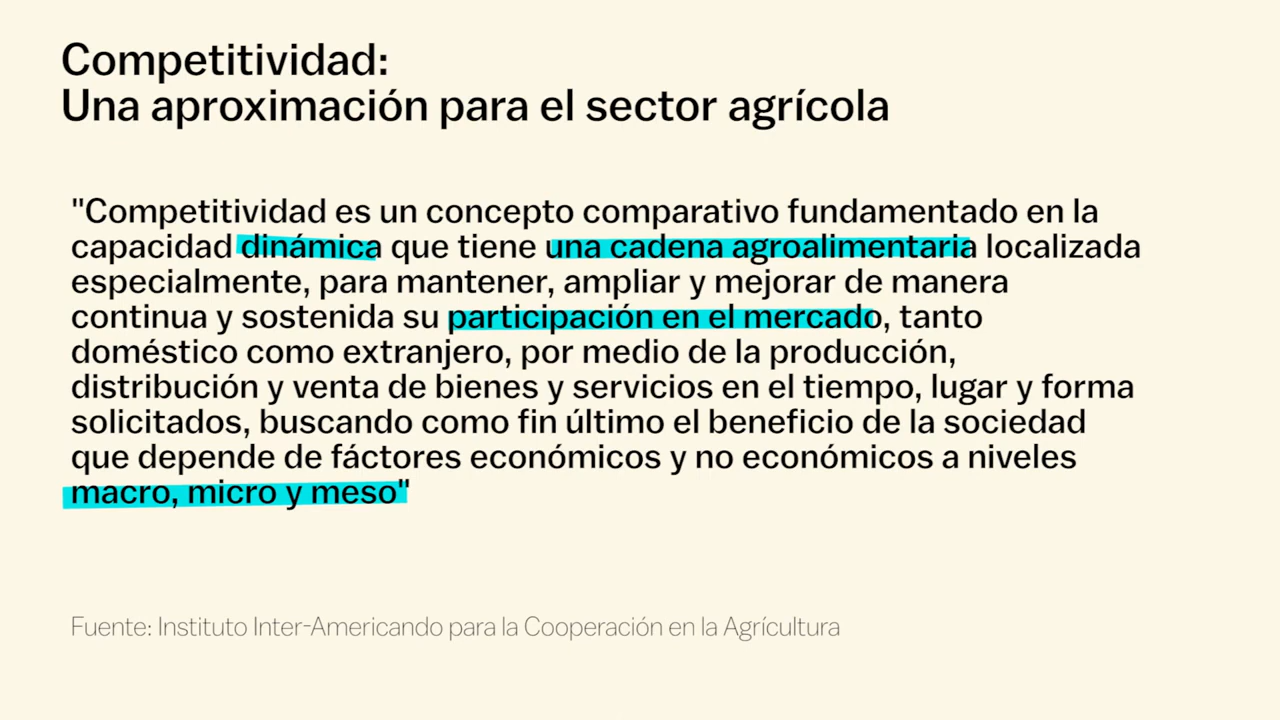 Competitividad:
Una aproximación para el sector agrícola
"Competitividad es un concepto comparativo fundamentado en la
capacidad dinámica que tiene una cadena agroalimentaria localizada
especialmente, para mantener, ampliar y mejorar de manera
continua y sostenida su participación en el mercado, tanto
doméstico como extranjero, por medio de la producción,
distribución y venta de bienes y servicios en el tiempo, lugar y forma
solicitados, buscando como fin último el beneficio de la sociedad
que depende de fáctores económicos y no económicos a niveles
macro, micro y meso"
Fuente: Instituto Inter-Americando para la Cooperación en la Agrícultura